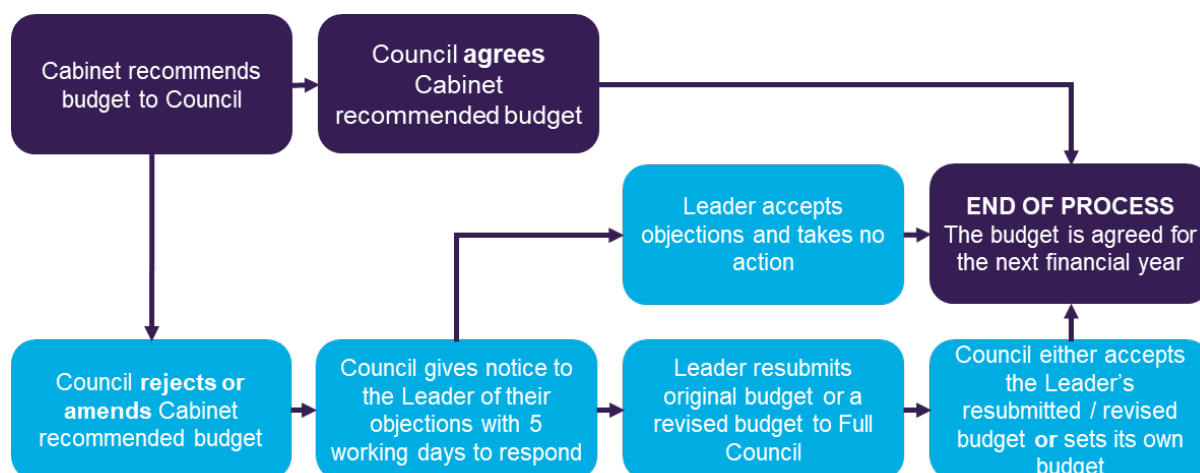 Cabinet recommends
budget to Council
Council agrees
Cabinet
recommended budget
Leader accepts
objections and takes no
action
END OF PROCESS
The budget is agreed for
the next financial year
Council rejects or
amends Cabinet
recommended budget
Council gives notice to
the Leader of their
objections with 5
working days to respond
Leader resubmits
original budget or a
revised budget to Full
Council
Council either accepts
the Leader’s
resubmitted / revised
budget or sets its own
budget